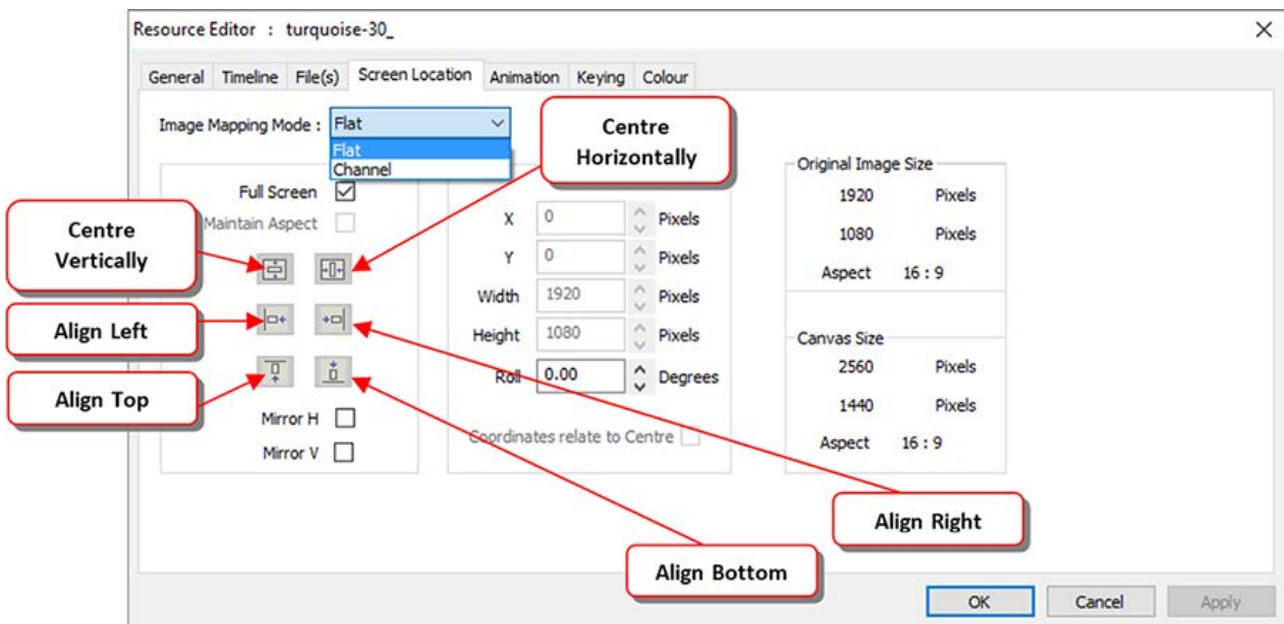 Resource Editor : turquoise-30_
General Timeline File(s) Screen Location Animation Keying Colour
Image Mapping Mode : Flat
Flat
Channel
Centre
Horizontally
Full Screen
Maintain Aspect
Centre
Vertically
Align Left
Align Top
Mirror H
Mirror V
X 0 Pixels
Y 0 Pixels
Width 1920 Pixels
Height 1080 Pixels
Roll 0.00 Degrees
Coordinates relate to Centre
Original Image Size
1920 Pixels
1080 Pixels
Aspect 16 : 9
Canvas Size
2560 Pixels
1440 Pixels
Aspect 16 : 9
Align Right
Align Bottom
OK Cancel Apply